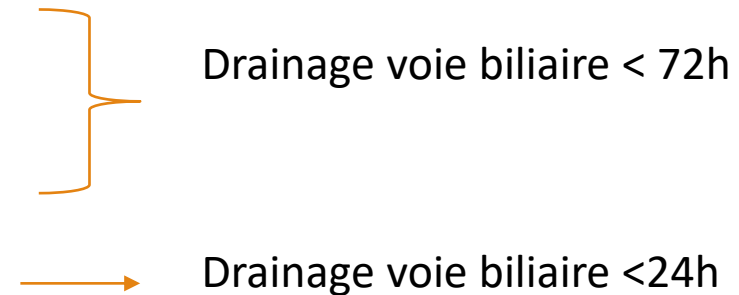 Drainage voie biliaire < 72h
Drainage voie biliaire <24h